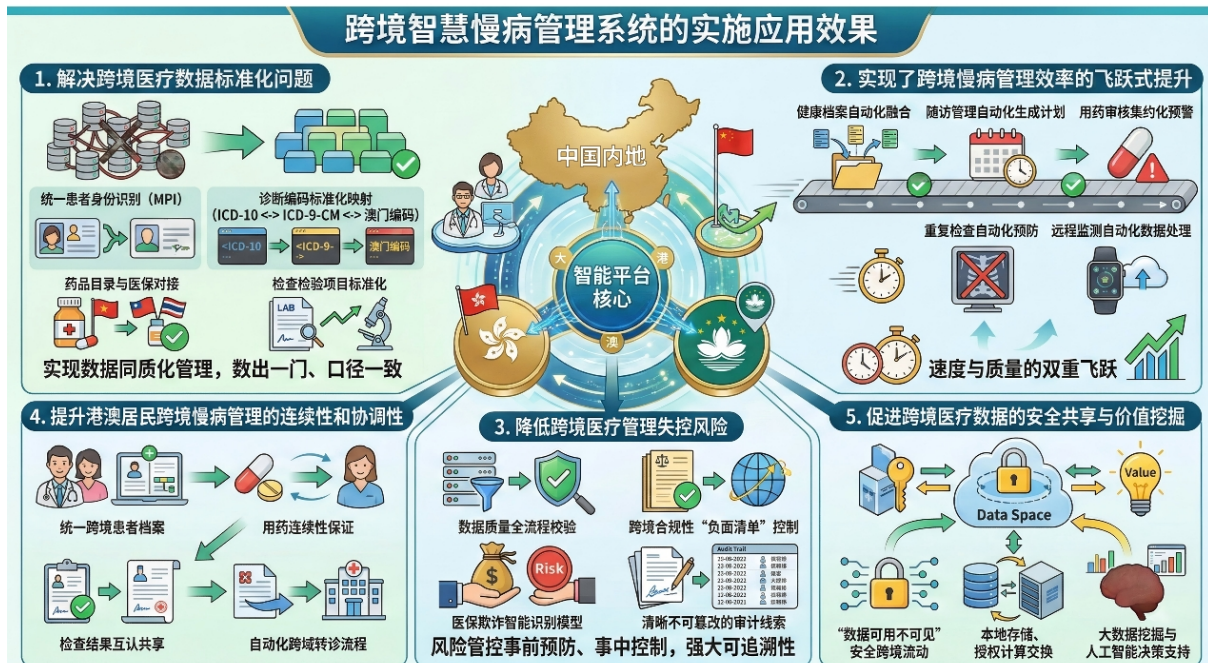 跨境智慧慢病管理系统的实施应用效果
1. 解决跨境医疗数据标准化问题
统一患者身份识别（MPI）
诊断编码标准化映射
（ICD-10 <-> ICD-9-CM <-> 澳门编码）
<ICD-10
<ICD-9-
->
澳门编码
药品目录与医保对接
检查检验项目标准化
LAB
实现数据同质化管理，数出一门、口径一致
中国内地
大
港
智能平台
核心
澳
2. 实现了跨境慢病管理效率的飞跃式提升
健康档案自动化融合
随访管理自动化生成计划
用药审核集约化预警
重复检查自动化预防
远程监测自动化数据处理
速度与质量的双重飞跃
4. 提升港澳居民跨境慢病管理的连续性和协调性
统一跨境患者档案
用药连续性保证
检查结果互认共享
自动化跨域转诊流程
3. 降低跨境医疗管理失控风险
数据质量全流程校验
跨境合规性“负面清单”控制
$
Risk
Audit Trail
医保欺诈智能识别模型
清晰不可篡改的审计线索
风险管控事前预防、事中控制，强大可追溯性
5. 促进跨境医疗数据的安全共享与价值挖掘
Data Space
Value
“数据可用不可见”
安全跨境流动
本地存储、
授权计算交换
大数据挖掘与
人工智能决策支持